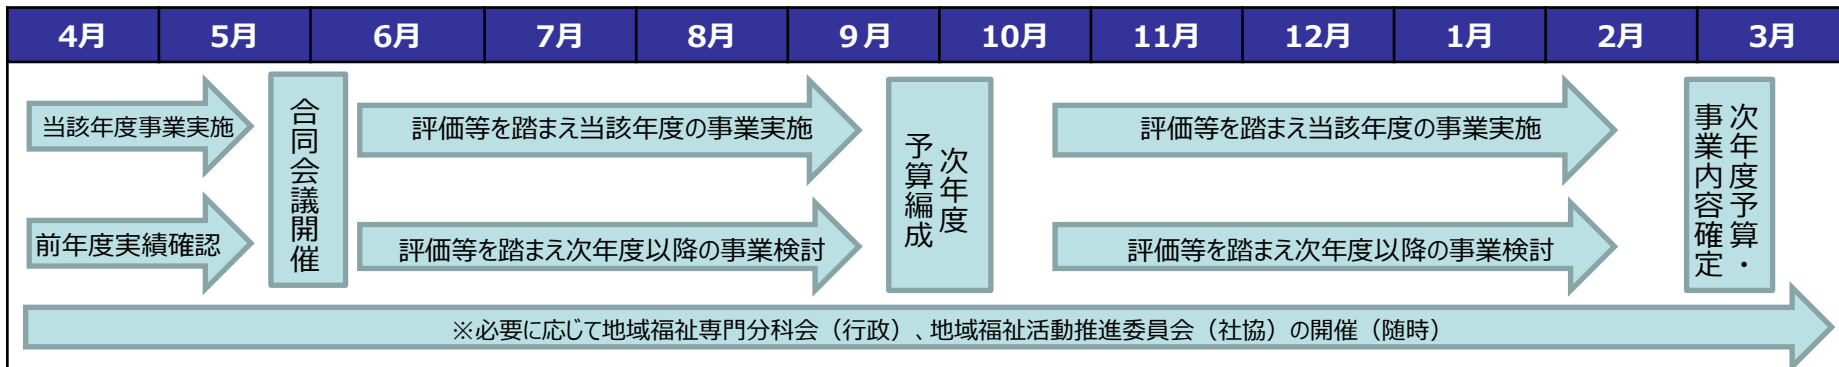 4月 5月 6月 7月 8月 9月 10月 11月 12月 1月 2月 3月
当該年度事業実施
前年度実績確認
合同会議開催
評価等を踏まえ当該年度の事業実施
評価等を踏まえ次年度以降の事業検討
次年度
予算編成
評価等を踏まえ当該年度の事業実施
評価等を踏まえ次年度以降の事業検討
次年度予算・
事業内容確定
※必要に応じて地域福祉専門分科会（行政）、地域福祉活動推進委員会（社協）の開催（随時）